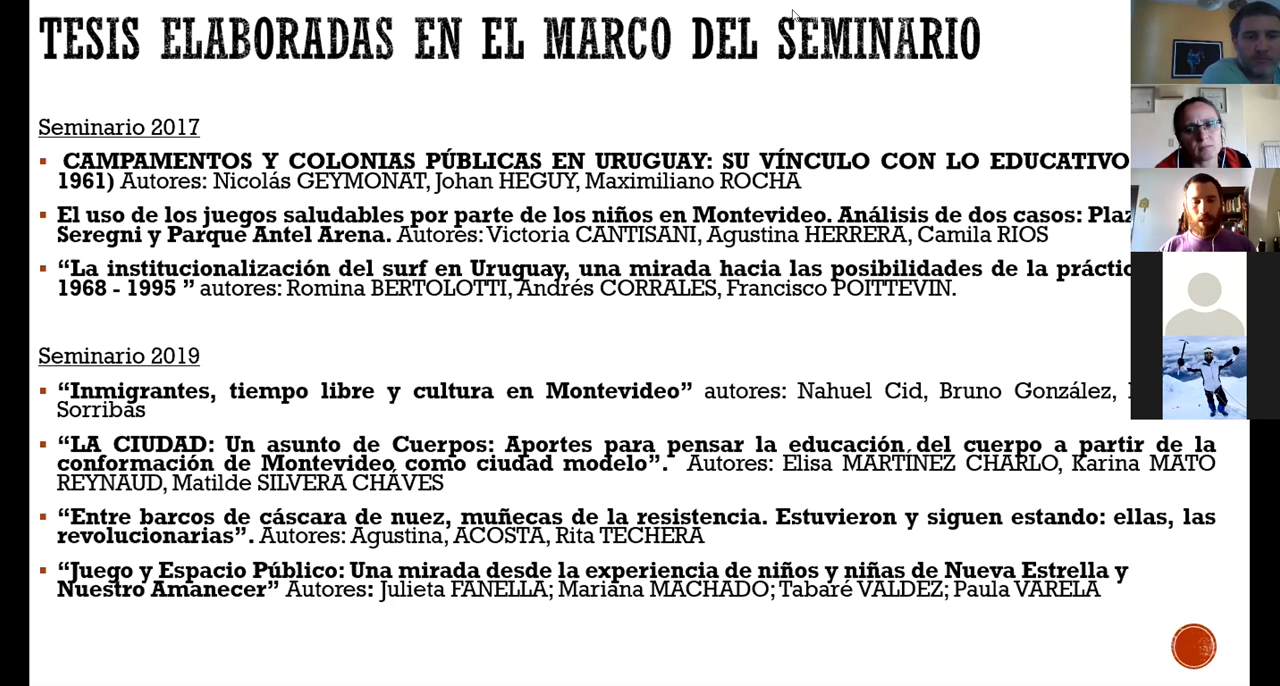 TESIS ELABORADAS EN EL MARCO DEL SEMINARIO
Seminario 2017
▪ CAMPAMENTOS Y COLONIAS PÚBLICAS EN URUGUAY: SU VÍNCULO CON LO EDUCATIVO
1961) Autores: Nicolás GEYMONAT, Johan HEGUY, Maximiliano ROCHA
▪ El uso de los juegos saludables por parte de los niños en Montevideo. Análisis de dos casos:
Seregni y Parque Antel Arena. Autores: Victoria CANTISANI, Agustina HERRERA, Camila RIOS
▪ “La institucionalización del surf en Uruguay, una mirada hacia las posibilidades de la
1968 - 1995 ” autores: Romina BERTOLOTTI, Andrés CORRALES, Francisco POITTEVIN.
Seminario 2019
▪ “Inmigrantes, tiempo libre y cultura en Montevideo” autores: Nahuel Cid, Bruno González,
Sorribas
▪ “LA CIUDAD: Un asunto de Cuerpos: Aportes para pensar la educación del cuerpo a partir de la
conformación de Montevideo como ciudad modelo”. Autores: Elisa MARTÍNEZ CHARLO, Karina MATO
REYNAUD, Matilde SILVERA CHÁVES
▪ “Entre barcos de cáscara de nuez, muñecas de la resistencia. Estuvieron y siguen estando: ellas, las
revolucionarias”. Autores: Agustina, ACOSTA, Rita TECHERA
▪ “Juego y Espacio Público: Una mirada desde la experiencia de niños y niñas de Nueva Estrella y
Nuestro Amanecer” Autores: Julieta FANELLA; Mariana MACHADO; Tabaré VALDEZ; Paula VARELA